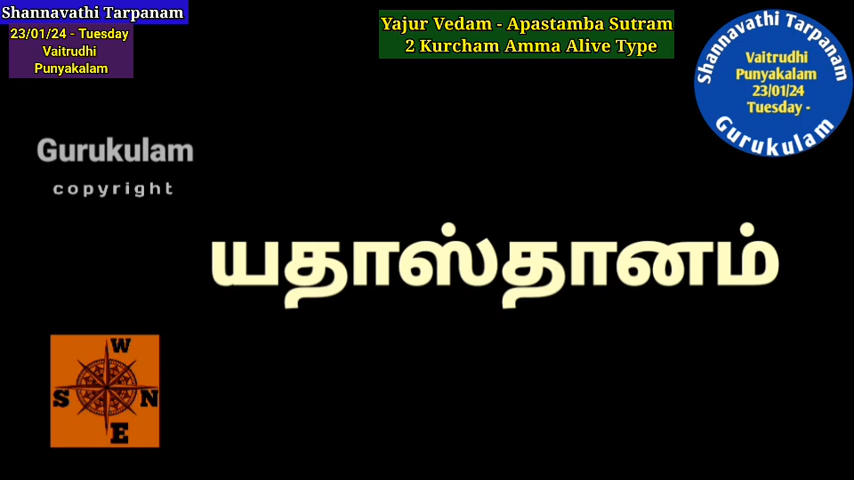 Shannavathi Tarpanam
23/01/24 - Tuesday
Vaitrudhi
Punyakalam
Yajur Vedam - Apastamba Sutram
2 Kurcham Amma Alive Type
Shannavathi Tarpanam
Vaitrudhi
Punyakalam
23/01/24
Tuesday -
Gurukulam
Gurukulam
copyright
யதாஸ்தானம்
W
S N
E